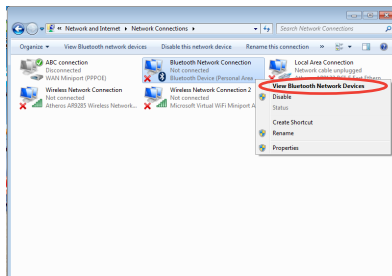 « Network and Internet ▸ Network Connections ▸
Search Network Connections
Organize View Bluetooth network devices Disable this network device Rename this connection »
ABC connection
Disconnected
WAN Miniport (PPPOE)
Bluetooth Network Connection
Not connected
Bluetooth Device (Personal Area
Local Area Connection
Network cable unplugged
Wireless Network Connection
Not connected
Atheros AR9285 Wireless Network...
Wireless Network Connection 2
Not connected
Microsoft Virtual WiFi Miniport A
View Bluetooth Network Devices
Disable
Status
Create Shortcut
Rename
Properties